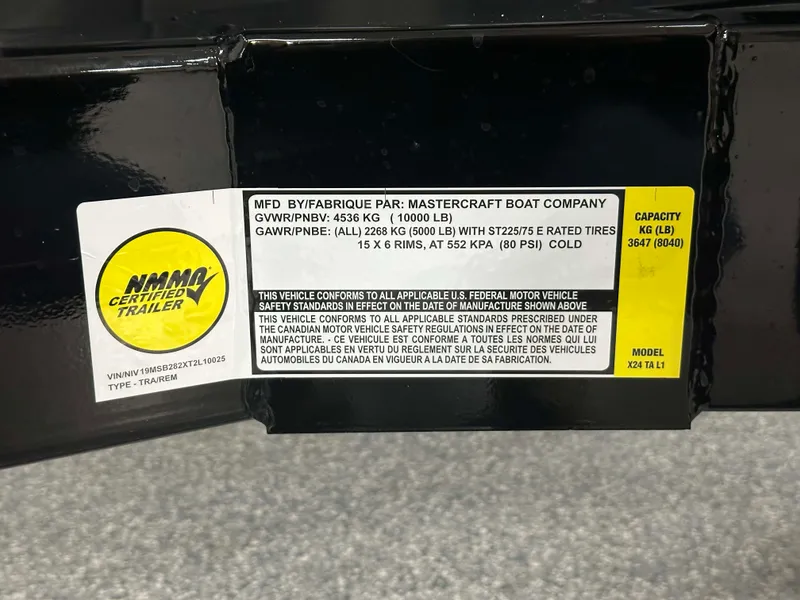 NMMA
CERTIFIED
TRAILER
VIN/NIV 19MSB282XT2L10025
TYPE - TRA/REM
MFD BY/FABRIQUE PAR: MASTERCRAFT BOAT COMPANY
GVWR/PNBV: 4536 KG ( 10000 LB)
GAWR/PNBE: (ALL) 2268 KG (5000 LB) WITH ST225/75 E RATED TIRES
15 X 6 RIMS, AT 552 KPA (80 PSI) COLD
THIS VEHICLE CONFORMS TO ALL APPLICABLE U.S. FEDERAL MOTOR VEHICLE
SAFETY STANDARDS IN EFFECT ON THE DATE OF MANUFACTURE SHOWN ABOVE
THIS VEHICLE CONFORMS TO ALL APPLICABLE STANDARDS PRESCRIBED UNDER
THE CANADIAN MOTOR VEHICLE SAFETY REGULATIONS IN EFFECT ON THE DATE OF
MANUFACTURE. - CE VEHICULE EST CONFORME A TOUTES LES NORMES QUI LUI
SONT APPLICABLES EN VERTU DU REGLEMENT SUR LA SECURITE DES VEHICULES
AUTOMOBILES DU CANADA EN VIGUEUR A LA DATE DE SA FABRICATION.
CAPACITY
KG (LB)
3647 (8040)
MODEL
X24 TA L1